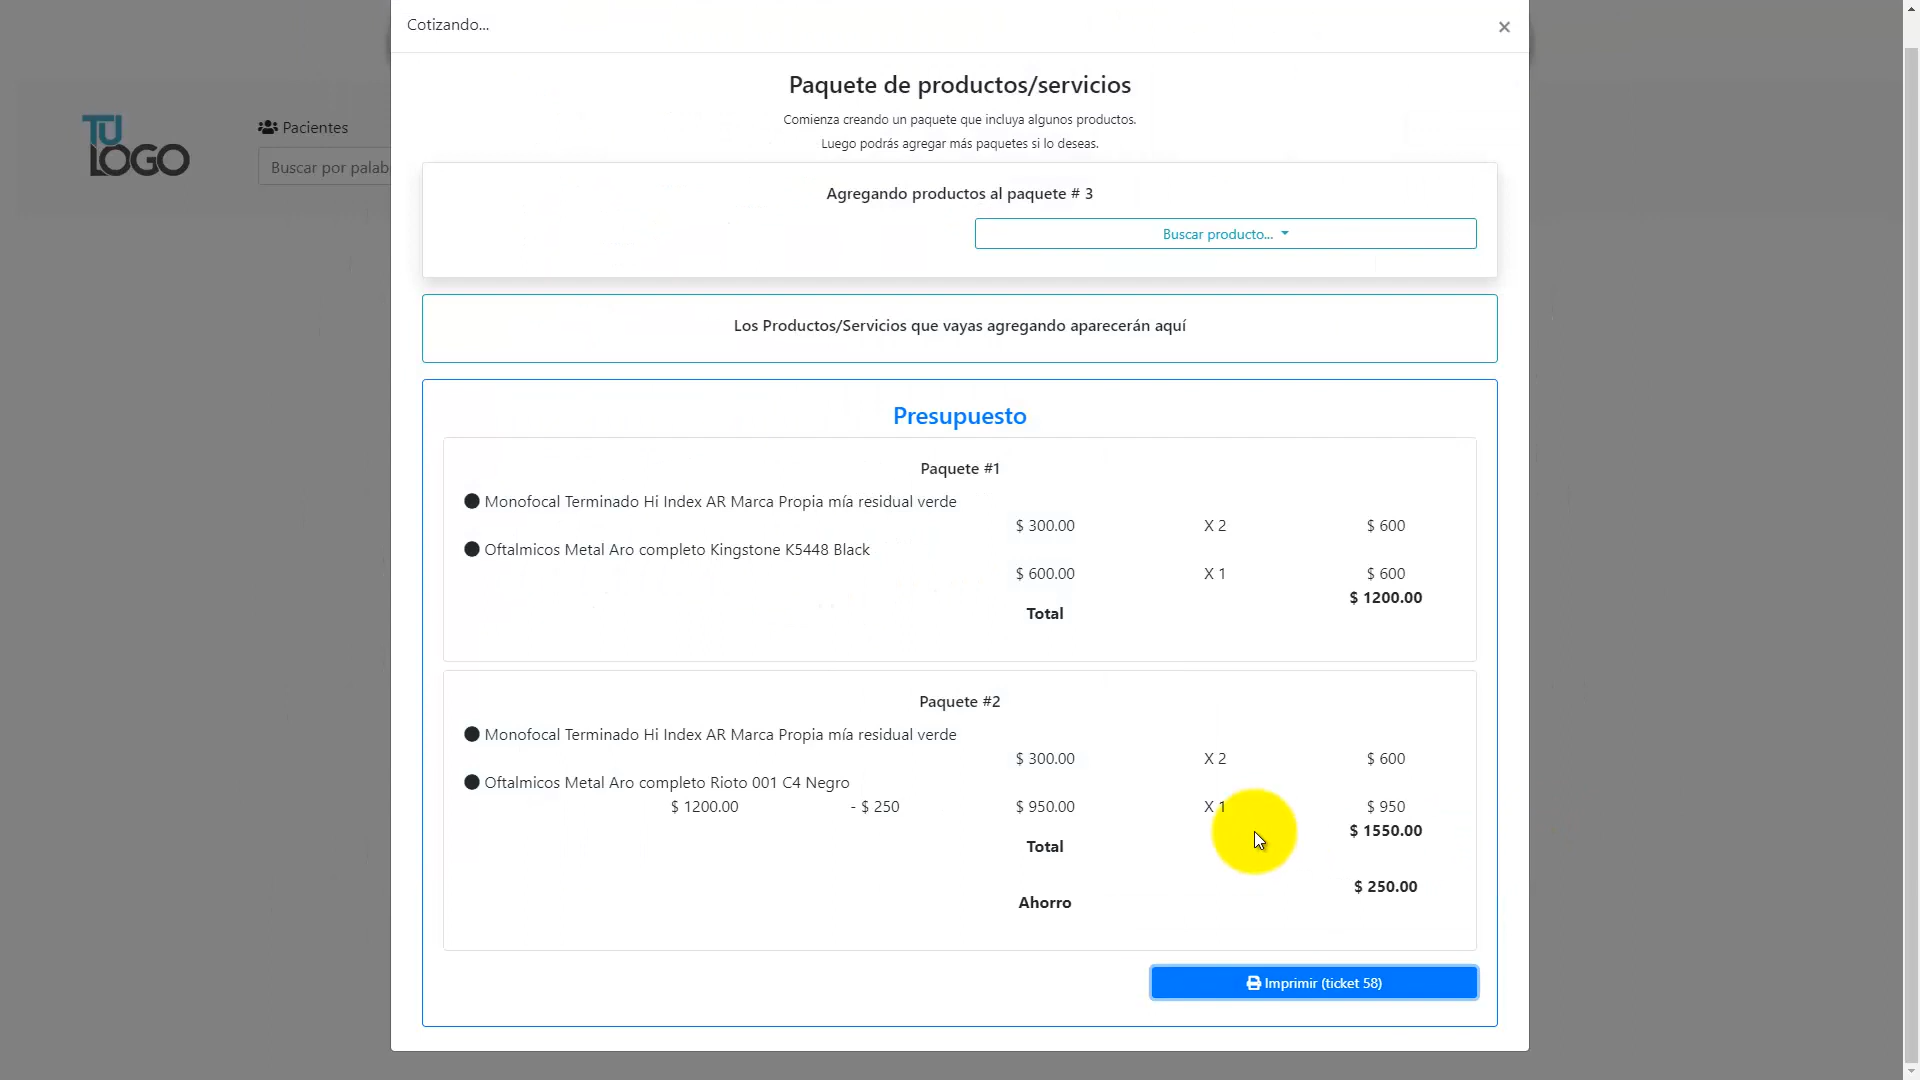 Cotizando...
×
Paquete de productos/servicios
Comienza creando un paquete que incluya algunos productos.
Luego podrás agregar más paquetes si lo deseas.
TU
LOGO
Pacientes
Buscar por palab
Agregando productos al paquete # 3
Buscar producto...
Los Productos/Servicios que vayas agregando aparecerán aquí
Presupuesto
Paquete #1
Monofocal Terminado Hi Index AR Marca Propia mía residual verde
$ 300.00 X 2 $ 600
Oftalmicos Metal Aro completo Kingstone K5448 Black
$ 600.00 X 1 $ 600
$ 1200.00
Total
Paquete #2
Monofocal Terminado Hi Index AR Marca Propia mía residual verde
$ 300.00 X 2 $ 600
Oftalmicos Metal Aro completo Rioto 001 C4 Negro
$ 1200.00 - $ 250 $ 950.00 X 1 $ 950
$ 1550.00
Total
$ 250.00
Ahorro
Imprimir (ticket 58)